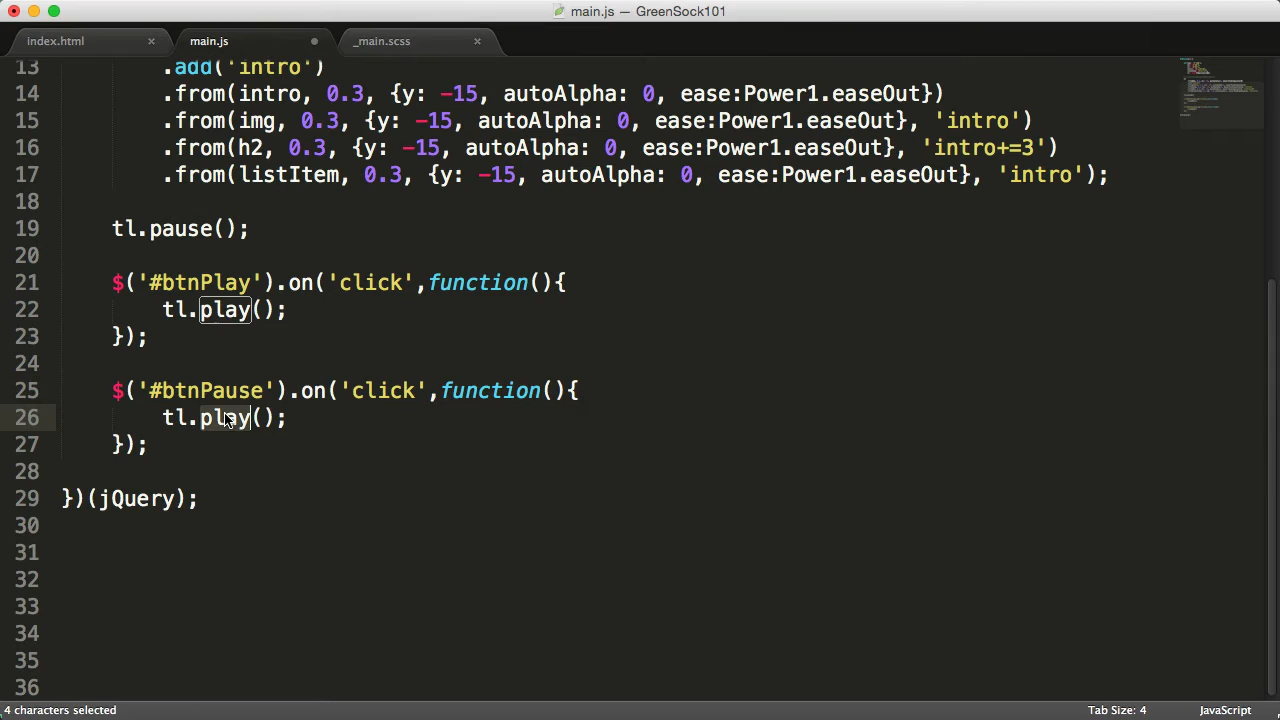 main.js — GreenSock101
index.html × main.js _main.scss ×
13 .add('intro')
14 .from(intro, 0.3, {y: -15, autoAlpha: 0, ease:Power1.easeOut})
15 .from(img, 0.3, {y: -15, autoAlpha: 0, ease:Power1.easeOut}, 'intro')
16 .from(h2, 0.3, {y: -15, autoAlpha: 0, ease:Power1.easeOut}, 'intro+=3')
17 .from(listItem, 0.3, {y: -15, autoAlpha: 0, ease:Power1.easeOut}, 'intro');
18
19 tl.pause();
20
21 $('#btnPlay').on('click',function(){
22 tl.play();
23 });
24
25 $('#btnPause').on('click',function(){
26 tl.play();
27 });
28
29 })(jQuery);
30
31
32
33
34
35
36
4 characters selected Tab Size: 4 JavaScript